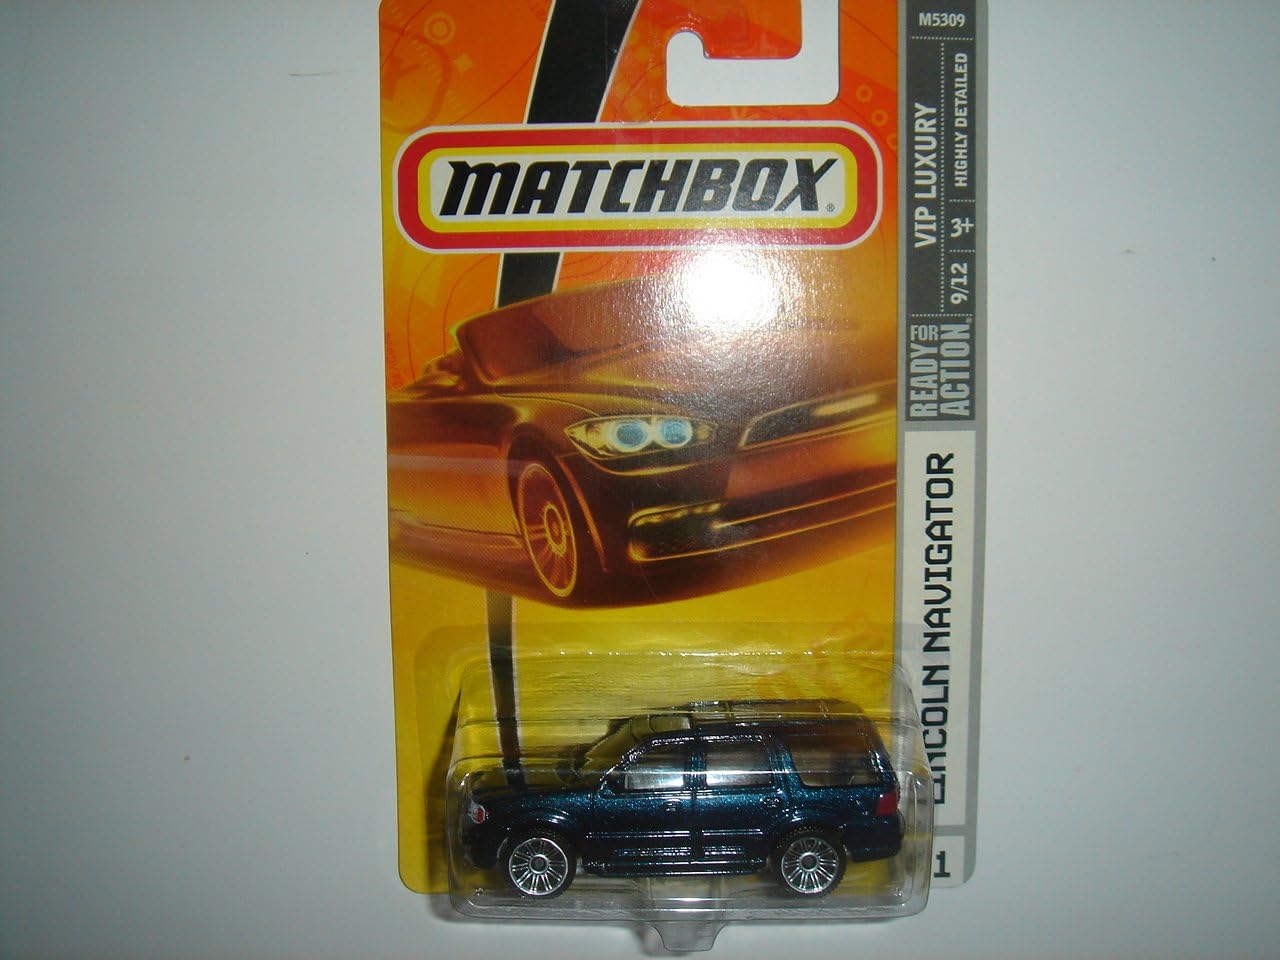 MATCHBOX®
M5309
VIP LUXURY
HIGHLY DETAILED
9/12 3+
READY FOR ACTION®
LINCOLN NAVIGATOR
1